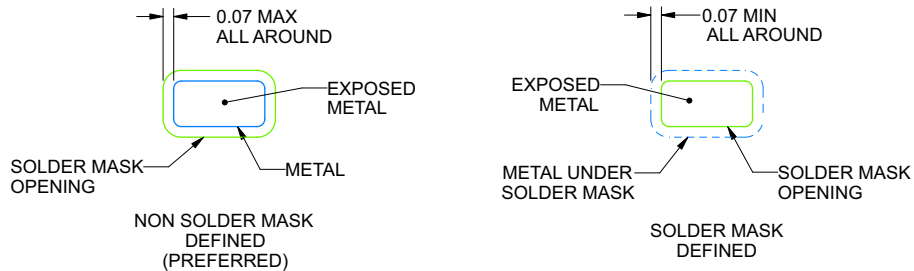 0.07 MAX
ALL AROUND
EXPOSED
METAL
SOLDER MASK
OPENING
METAL
NON SOLDER MASK
DEFINED
(PREFERRED)
0.07 MIN
ALL AROUND
EXPOSED
METAL
METAL UNDER
SOLDER MASK
SOLDER MASK
OPENING
SOLDER MASK
DEFINED